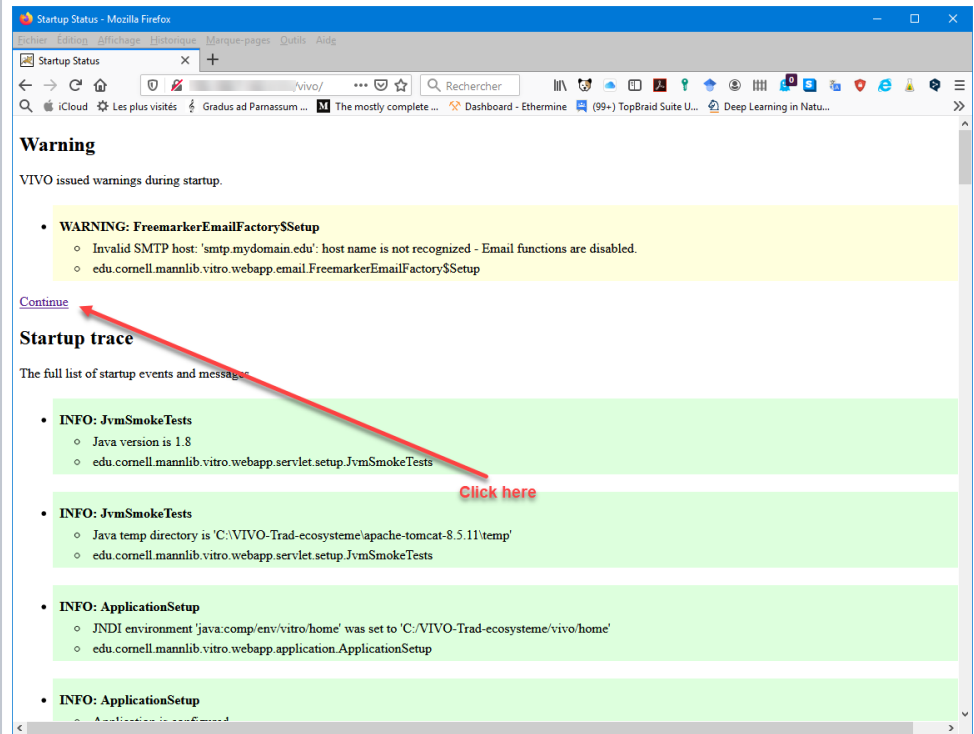 Startup Status - Mozilla Firefox
Fichier Édition Affichage Historique Marque-pages Outils Aide
Startup Status
/vivo/
Rechercher
iCloud Les plus visités Gradus ad Parnassum ... M The mostly complete ... Dashboard - Ethermine (99+) TopBraid Suite U... Deep Learning in Natu...
Warning
VIVO issued warnings during startup.
WARNING: FreemarkerEmailFactory$Setup
Invalid SMTP host: 'smtp.mydomain.edu': host name is not recognized - Email functions are disabled.
edu.cornell.mannlib.vitro.webapp.email.FreemarkerEmailFactory$Setup
Continue
Startup trace
The full list of startup events and messages
INFO: JvmSmokeTests
Java version is 1.8
edu.cornell.mannlib.vitro.webapp.servlet.setup.JvmSmokeTests
Click here
INFO: JvmSmokeTests
Java temp directory is 'C:\VIVO-Trad-ecosysteme\apache-tomcat-8.5.11\temp'
edu.cornell.mannlib.vitro.webapp.servlet.setup.JvmSmokeTests
INFO: ApplicationSetup
JNDI environment 'java:comp/env/vitro/home' was set to 'C:/VIVO-Trad-ecosysteme/vivo/home'
edu.cornell.mannlib.vitro.webapp.application.ApplicationSetup
INFO: ApplicationSetup
Application is configured